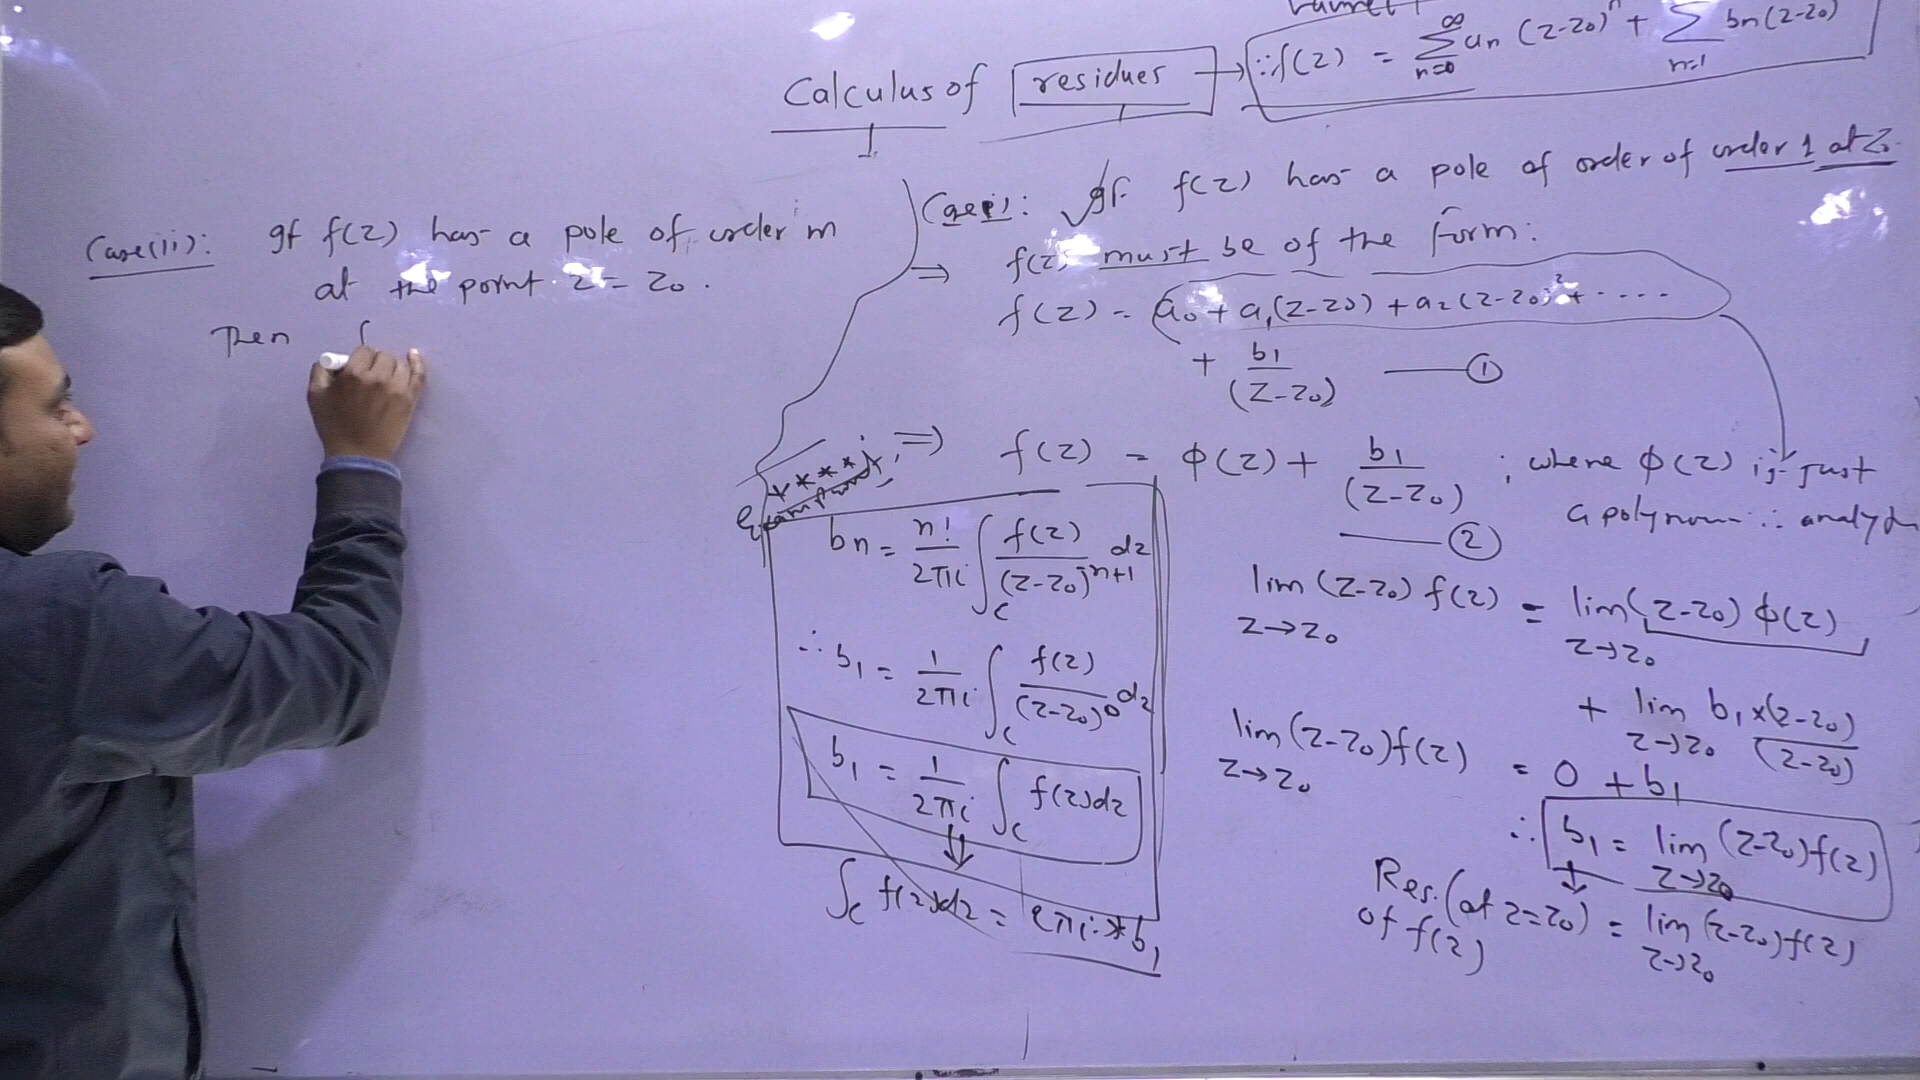 Calculus of residues → ∵ f(z) = ∑_{n=0}^{∞} an (z-z0)^n + ∑_{n=1} bn (z-z0)
Case(ii): If f(z) has a pole of order m
at the point z = z0.
Then
Case(i): If f(z) has a pole of order of order 1 at z0.
⇒ f(z) must be of the form:
f(z) = a0 + a1(z-z0) + a2(z-z0)^2 + ....
+ b1/(z-z0) —— ①
⇒ f(z) = φ(z) + b1/(z-z0) ; where φ(z) is just
a polynom ∴ analy
—— ②
****
bn = n!/2πi ∫_C f(z)/(z-z0)^{-n+1} dz
∴ b1 = 1/2πi ∫_C f(z)/(z-z0)^0 dz
b1 = 1/2πi ∫_C f(z)dz
⇓
∫_C f(z)dz = 2πi * b1
lim_{z→z0} (z-z0) f(z) = lim_{z→z0} (z-z0) φ(z)
+ lim_{z→z0} b1 × (z-z0)/(z-z0)
lim_{z→z0} (z-z0) f(z) = 0 + b1
∴ b1 = lim_{z→z0} (z-z0) f(z)
↓
Res. (at z=z0) of f(z) = lim_{z→z0} (z-z0) f(z)